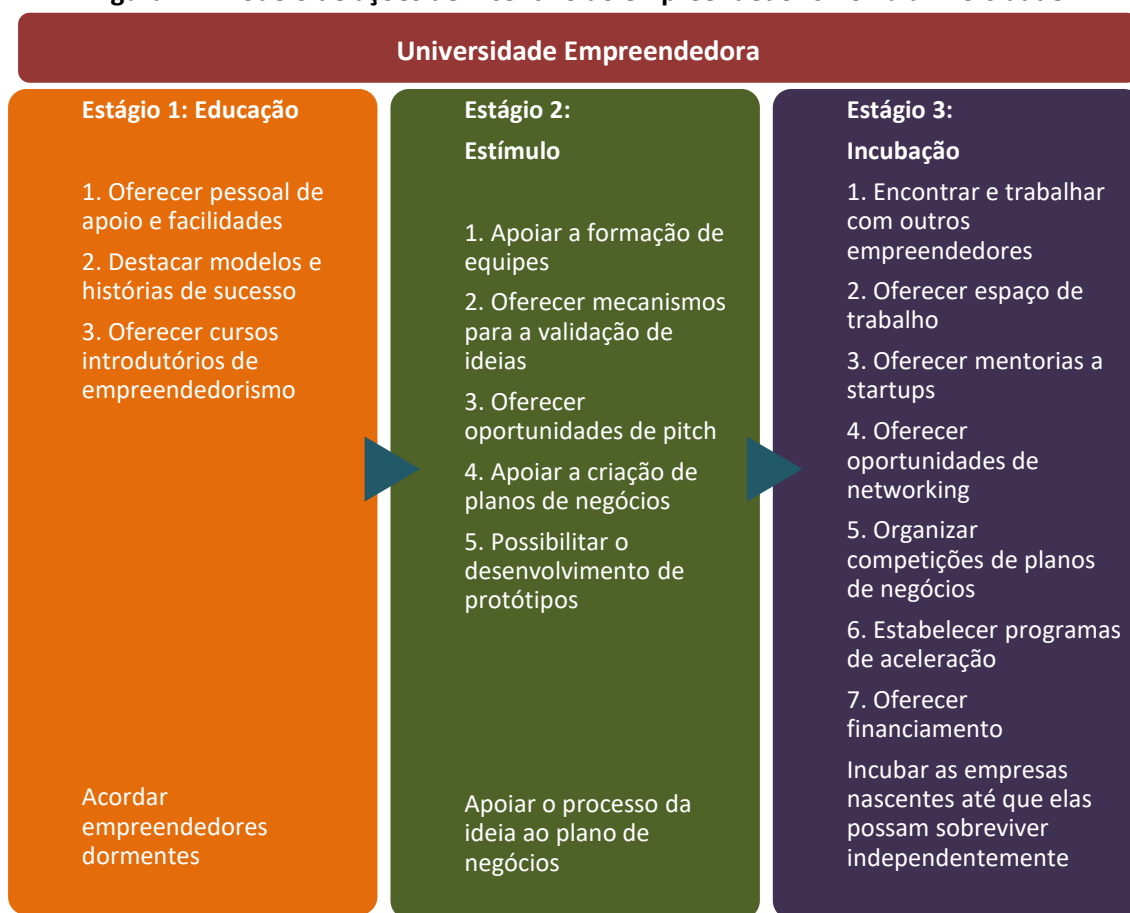 Universidade Empreendedora
Estágio 1: Educação
1. Oferecer pessoal de
apoio e facilidades
2. Destacar modelos e
histórias de sucesso
3. Oferecer cursos
introdutórios de
empreendedorismo
Acordar
empreendedores
dormentes
Estágio 2:
Estímulo
1. Apoiar a formação de
equipes
2. Oferecer mecanismos
para a validação de
ideias
3. Oferecer
oportunidades de pitch
4. Apoiar a criação de
planos de negócios
5. Possibilitar o
desenvolvimento de
protótipos
Apoiar o processo da
ideia ao plano de
negócios
Estágio 3:
Incubação
1. Encontrar e trabalhar
com outros
empreendedores
2. Oferecer espaço de
trabalho
3. Oferecer mentorias a
startups
4. Oferecer
oportunidades de
networking
5. Organizar
competições de planos
de negócios
6. Estabelecer programas
de aceleração
7. Oferecer
financiamento
Incubar as empresas
nascentes até que elas
possam sobreviver
independentemente